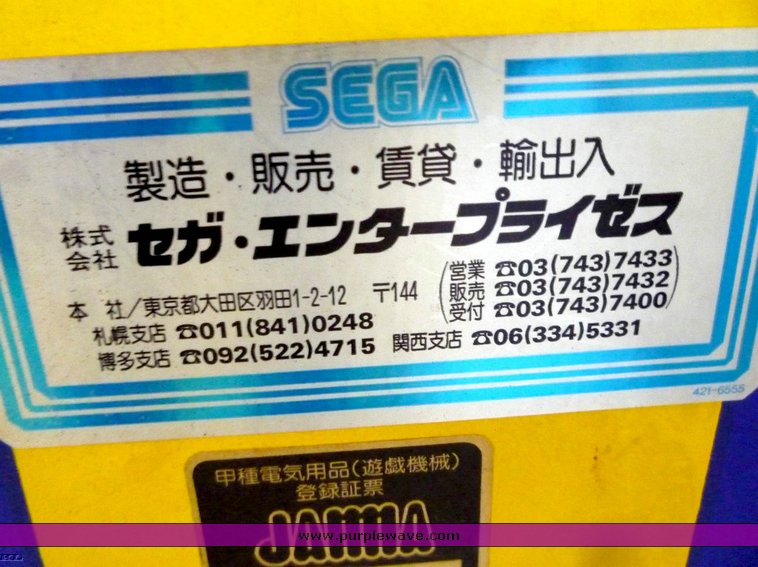 SEGA
製造・販売・賃貸・輸出入
株式会社 セガ・エンタープライゼス
本 社/東京都大田区羽田1-2-12 〒144
営業 ☎03(743)7433
販売 ☎03(743)7432
受付 ☎03(743)7400
札幌支店 ☎011(841)0248
博多支店 ☎092(522)4715 関西支店 ☎06(334)5331
421-6555
甲種電気用品(遊戯機械)
登録証票
JAMMA
www.purplewave.com